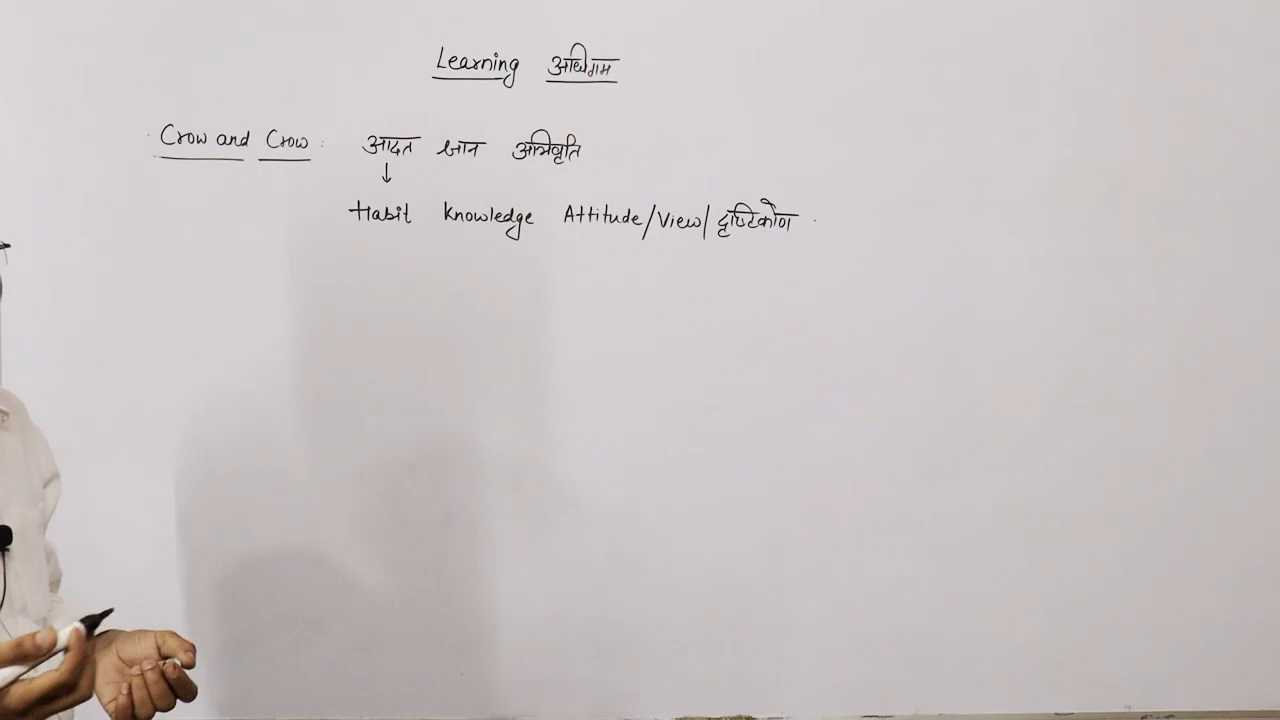 Learning अधिगम
Crow and Crow: आदत ज्ञान अभिवृति
↓
Habit Knowledge Attitude/View/दृष्टिकोण